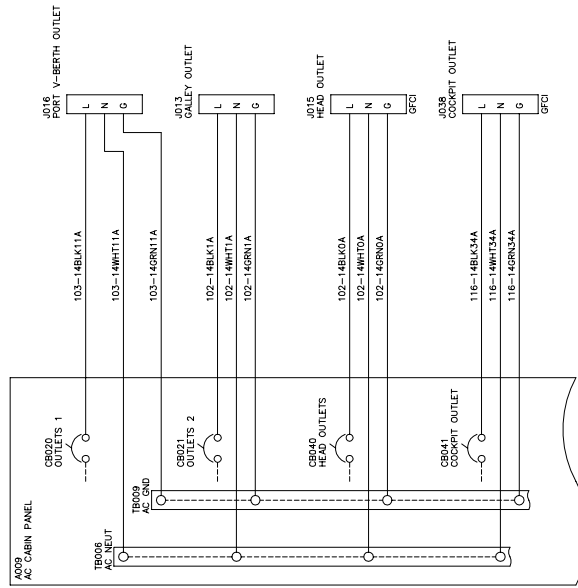 A009
AC CABIN PANEL
TB006
AC NEUT
TB009
AC GND
CB020
OUTLETS 1
CB021
OUTLETS 2
CB040
HEAD OUTLETS
CB041
COCKPIT OUTLET
103-14BLK11A
103-14WHT11A
103-14GRN11A
102-14BLK1A
102-14WHT1A
102-14GRN1A
102-14BLK0A
102-14WHT0A
102-14GRN0A
116-14BLK34A
116-14WHT34A
116-14GRN34A
J016
PORT V-BERTH OUTLET
L
N
G
J013
GALLEY OUTLET
L
N
G
J015
HEAD OUTLET
L
N
G
GFCI
J038
COCKPIT OUTLET
L
N
G
GFCI